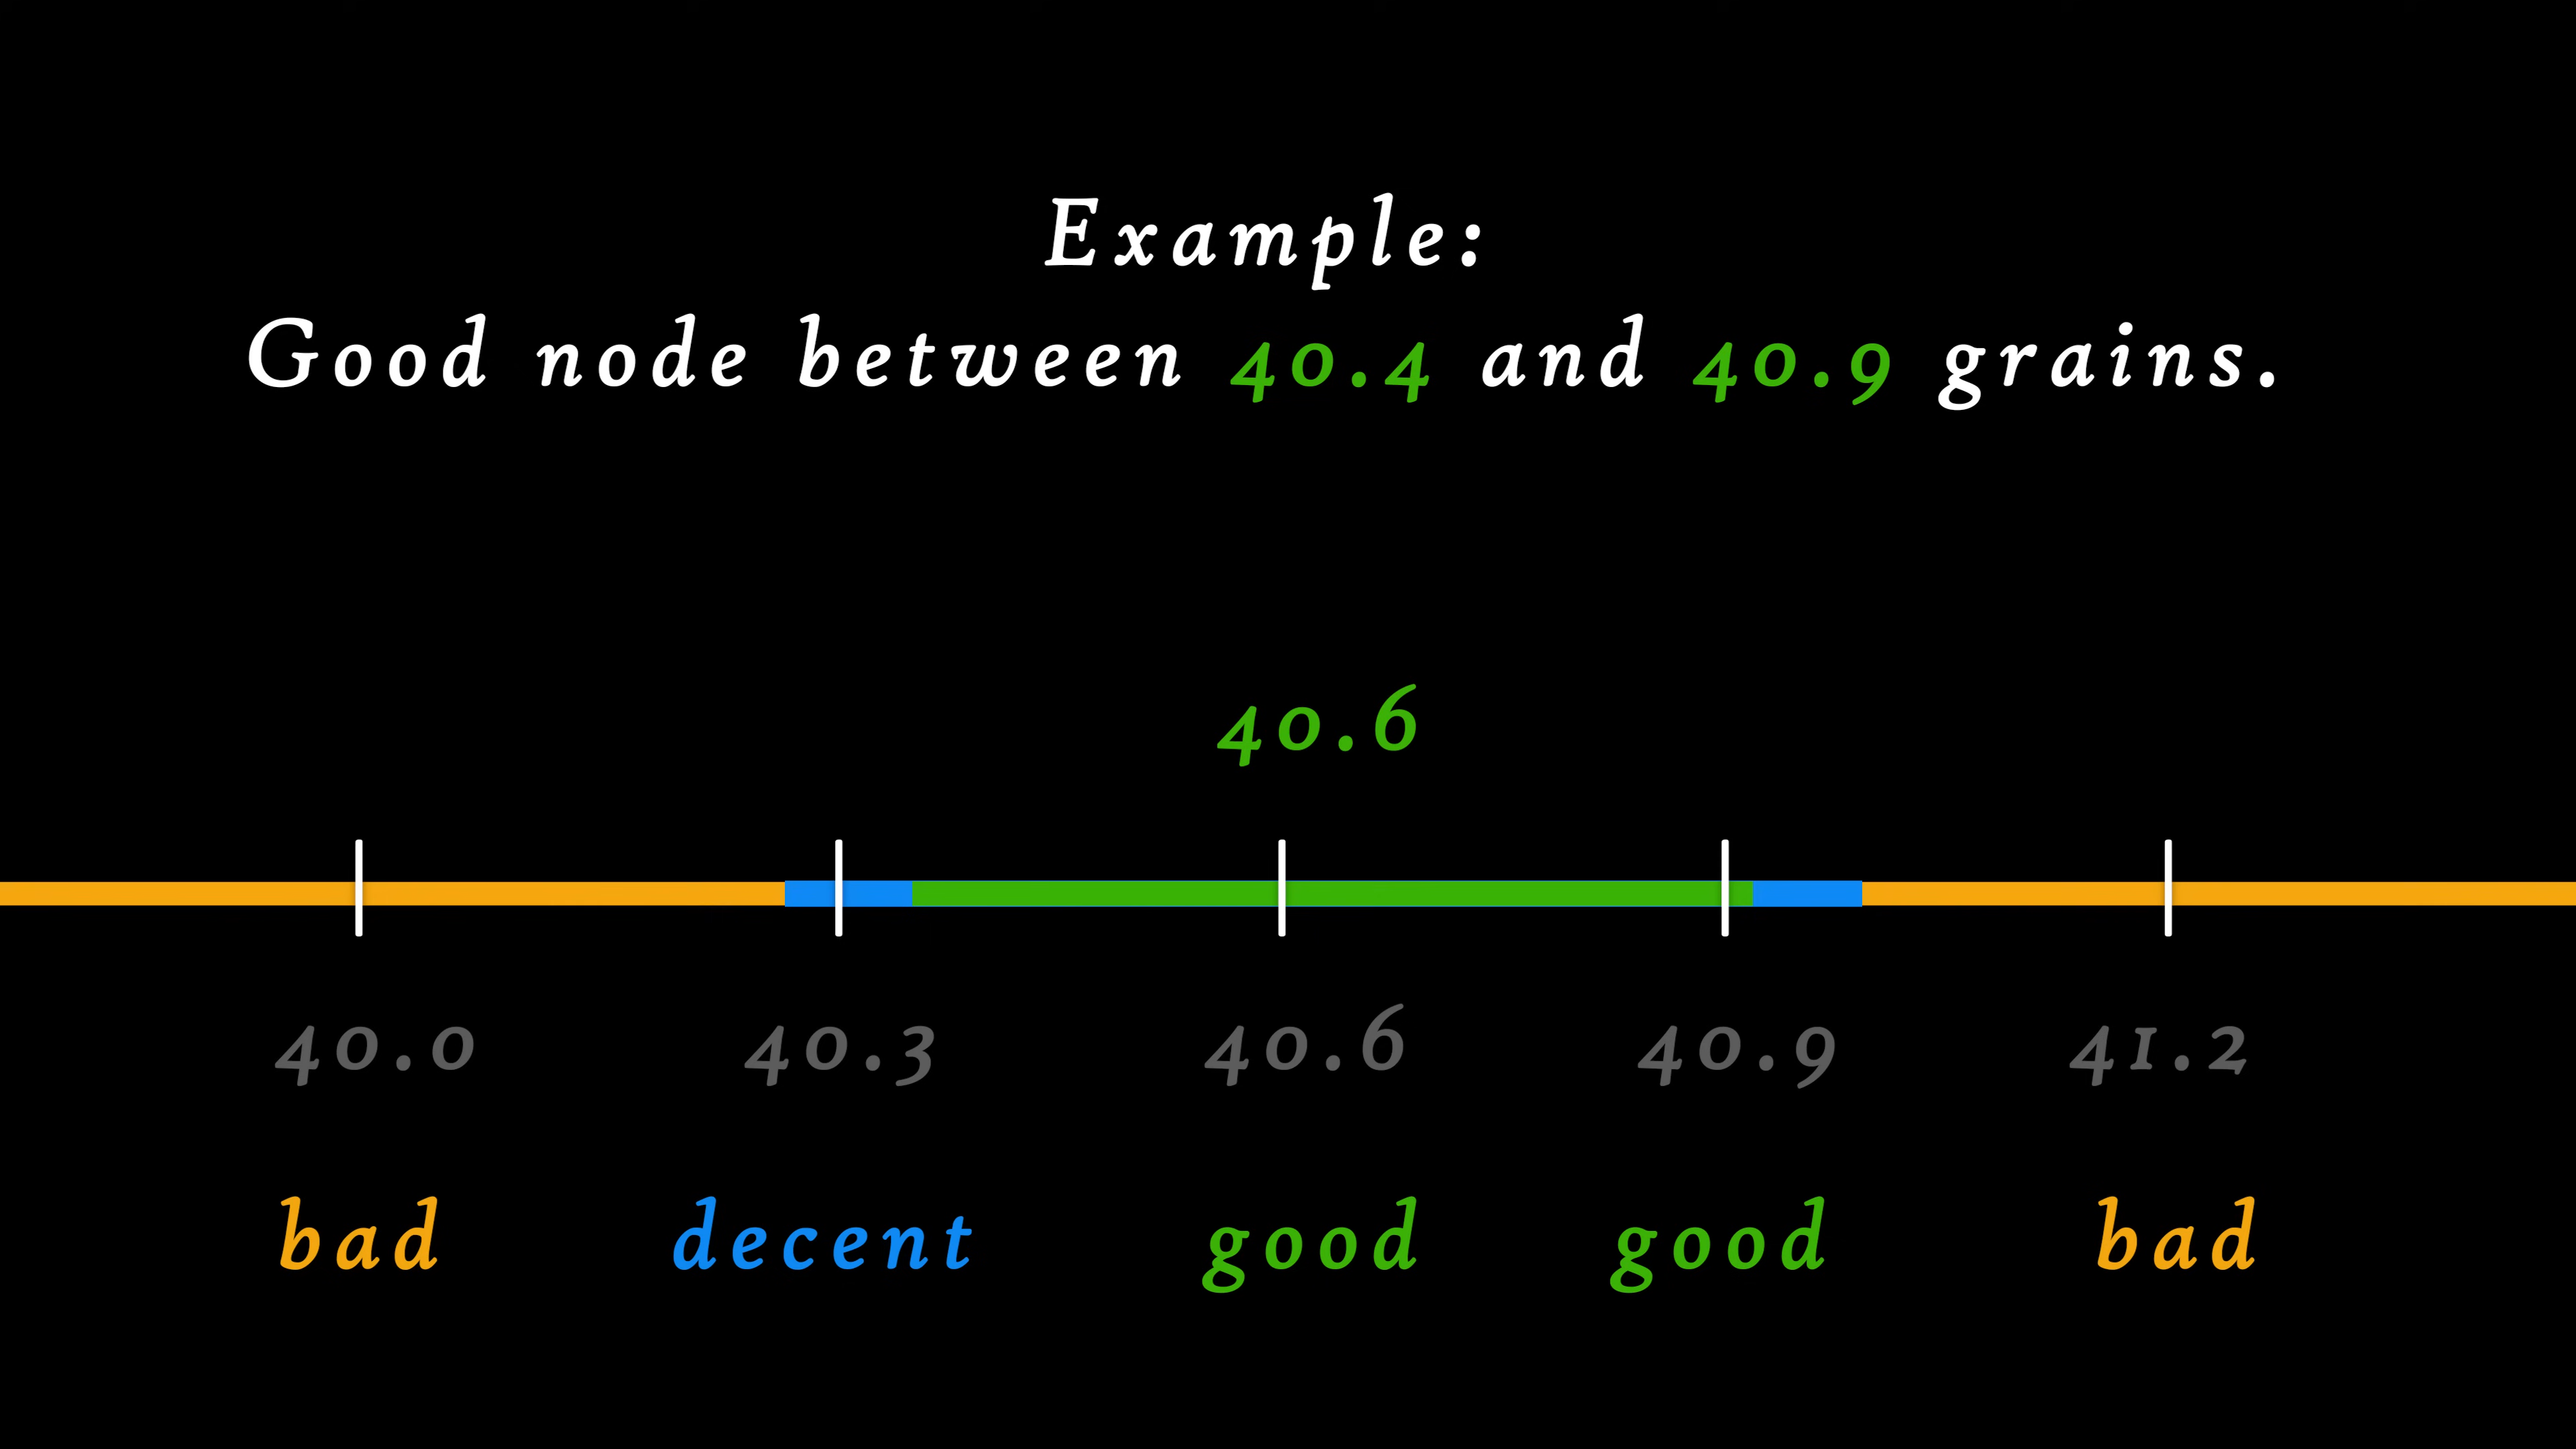 Example:
Good node between 40.4 and 40.9 grains.
40.6
40.0 40.3 40.6 40.9 41.2
bad decent good good bad